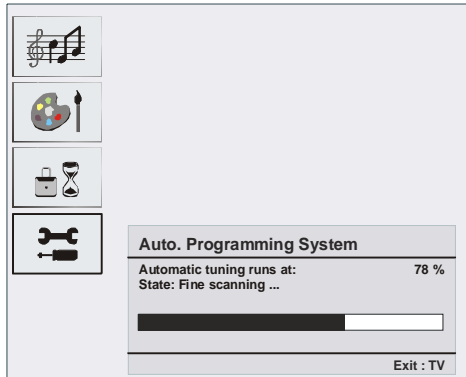 Auto. Programming System
Automatic tuning runs at: 78 %
State: Fine scanning ...
Exit : TV